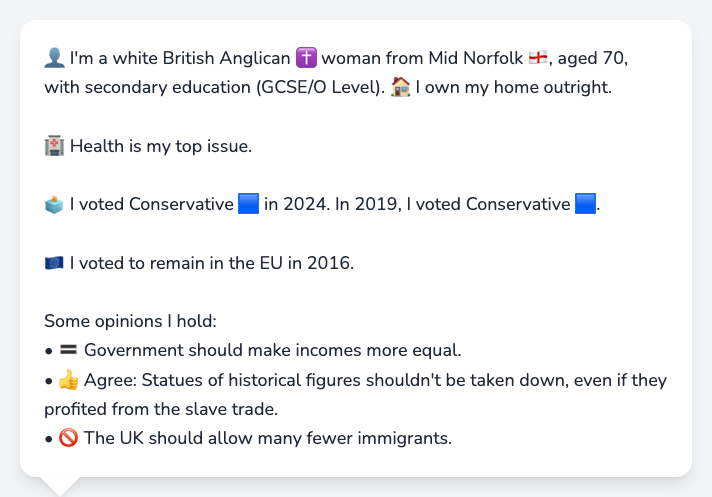 👤 I'm a white British Anglican ✝️ woman from Mid Norfolk 🏴󠁧󠁢󠁥󠁮󠁧󠁿, aged 70,
with secondary education (GCSE/O Level). 🏠 I own my home outright.
🏥 Health is my top issue.
🗳️ I voted Conservative 🟦 in 2024. In 2019, I voted Conservative 🟦.
🇪🇺 I voted to remain in the EU in 2016.
Some opinions I hold:
• 🟰 Government should make incomes more equal.
• 👍 Agree: Statues of historical figures shouldn't be taken down, even if they
profited from the slave trade.
• 🚫 The UK should allow many fewer immigrants.